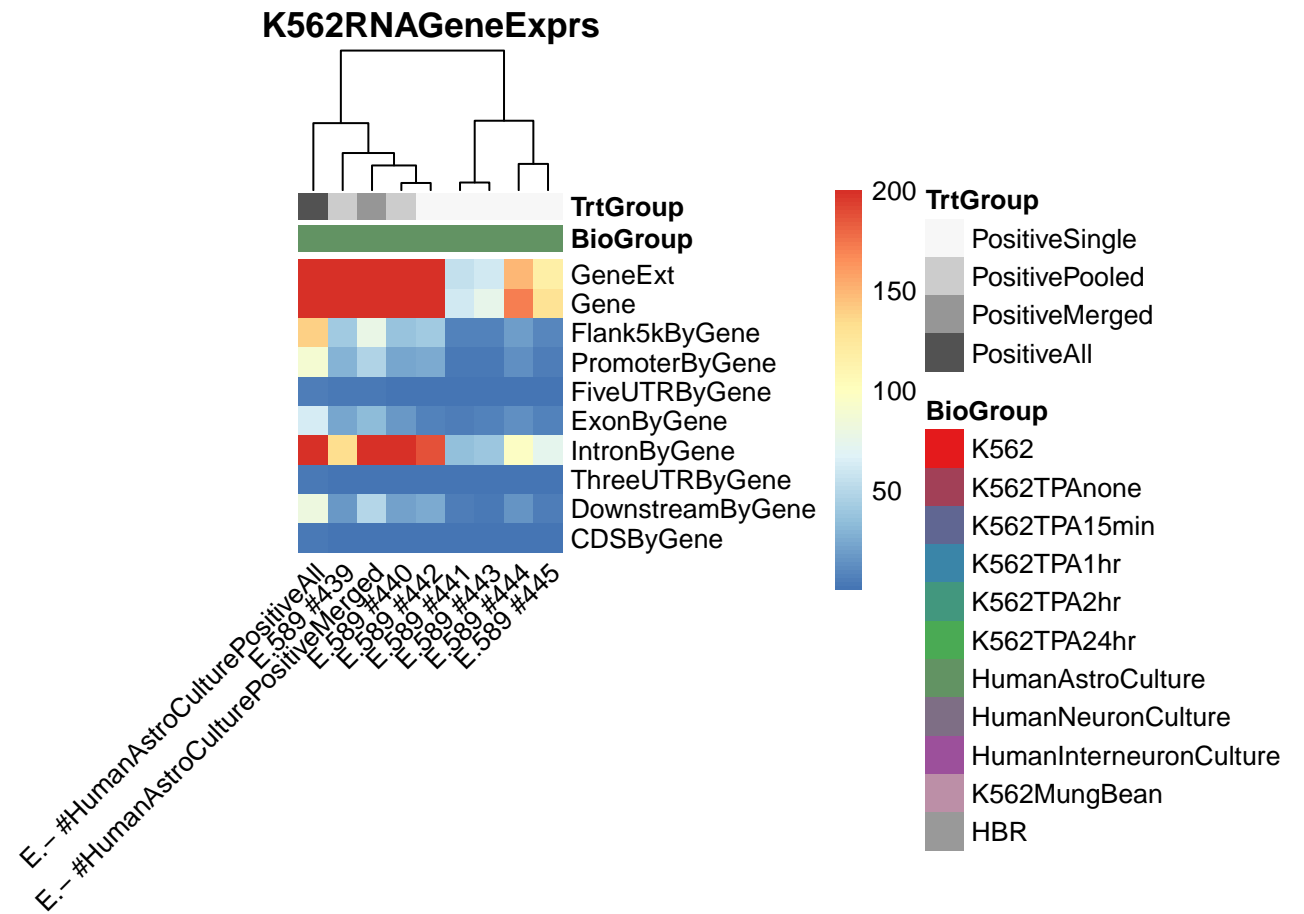 K562RNAGeneExprs
TrtGroup
BioGroup
GeneExt
Gene
Flank5kByGene
PromoterByGene
FiveUTRByGene
ExonByGene
IntronByGene
ThreeUTRByGene
DownstreamByGene
CDSByGene
E.– #HumanAstroCulturePositiveAll
E.589 #439
E.– #HumanAstroCulturePositiveMerged
E.589 #440
E.589 #442
E.589 #441
E.589 #443
E.589 #444
E.589 #445
200
150
100
50
TrtGroup
PositiveSingle
PositivePooled
PositiveMerged
PositiveAll
BioGroup
K562
K562TPAnone
K562TPA15min
K562TPA1hr
K562TPA2hr
K562TPA24hr
HumanAstroCulture
HumanNeuronCulture
HumanInterneuronCulture
K562MungBean
HBR